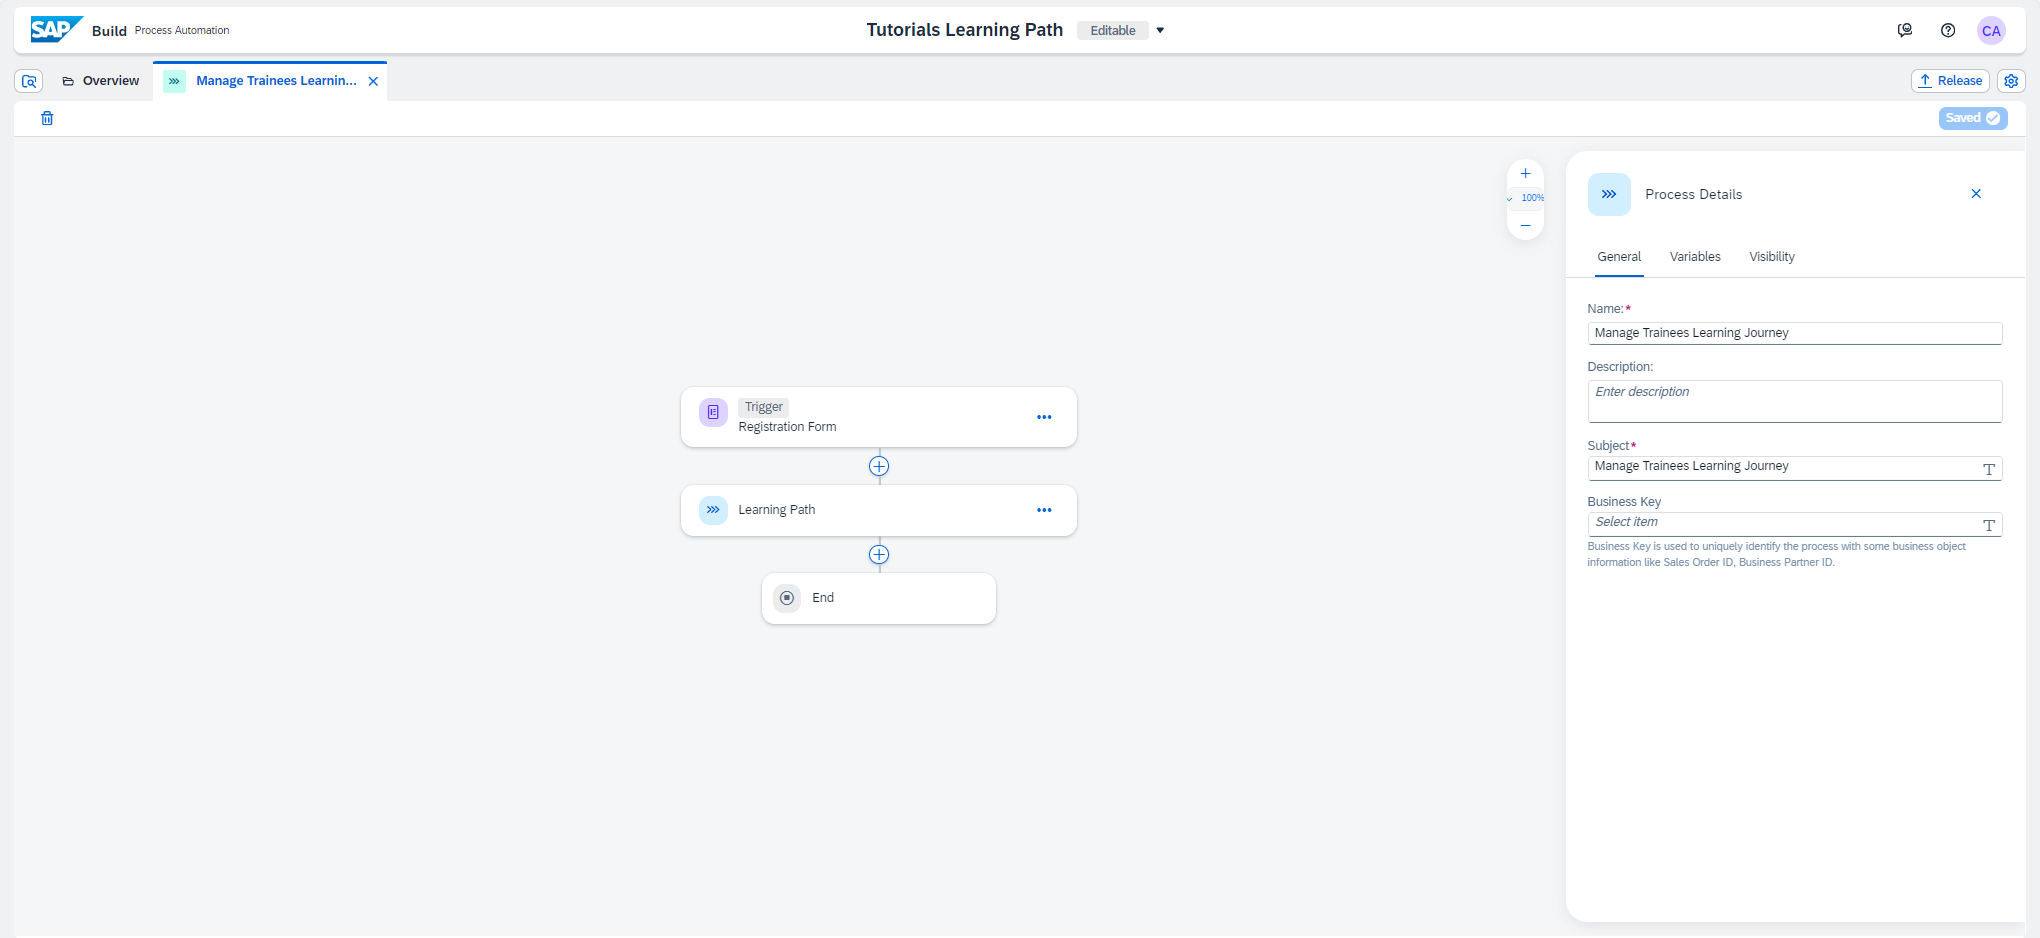 SAP Build Process Automation
Tutorials Learning Path Editable
CA
Overview
Manage Trainees Learnin...
Release
Saved
100%
Trigger
Registration Form
Learning Path
End
Process Details
General Variables Visibility
Name:*
Manage Trainees Learning Journey
Description:
Enter description
Subject*
Manage Trainees Learning Journey
Business Key
Select item
Business Key is used to uniquely identify the process with some business object
information like Sales Order ID, Business Partner ID.